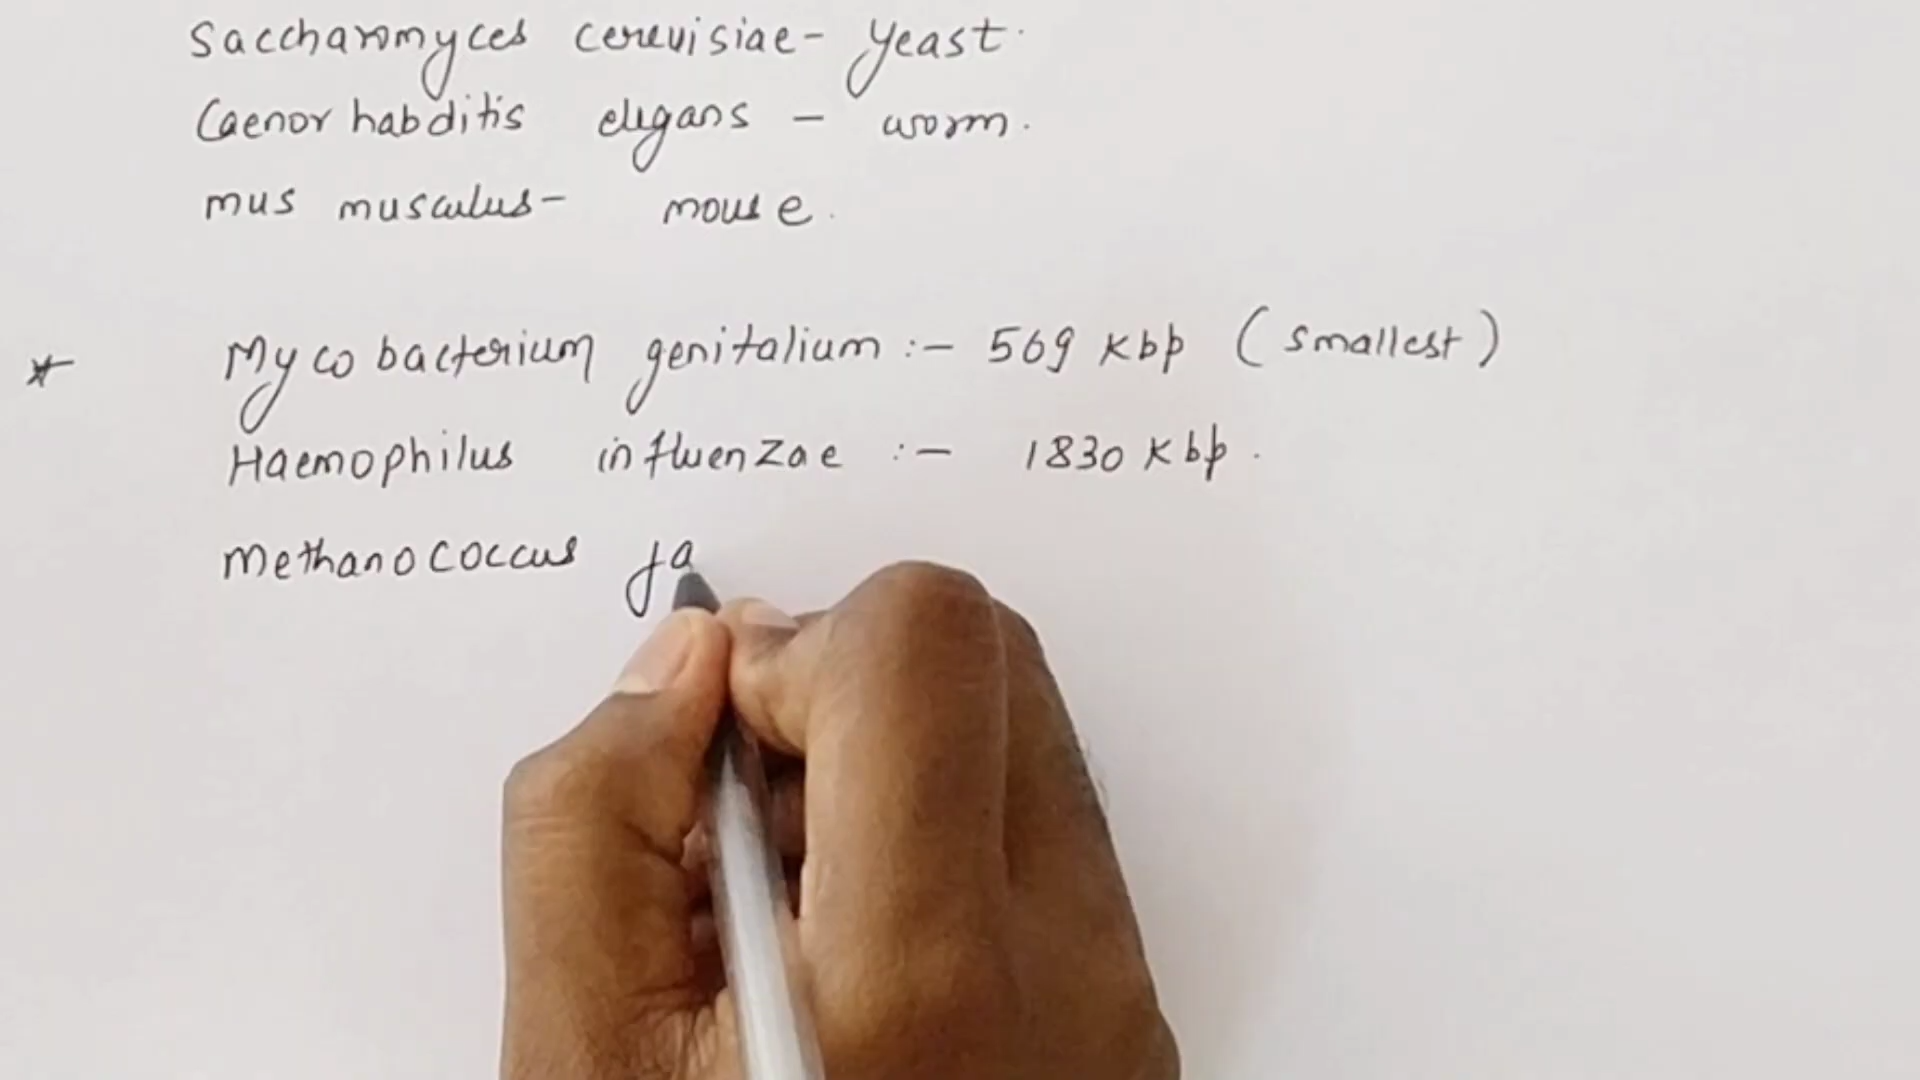 Saccharomyces cerevisiae - yeast.
Caenorhabditis elegans - worm.
mus musculus - mouse.
* Mycobacterium genitalium :- 569 Kbp (smallest)
Haemophilus influenzae :- 1830 Kbp.
Methanococcus ja